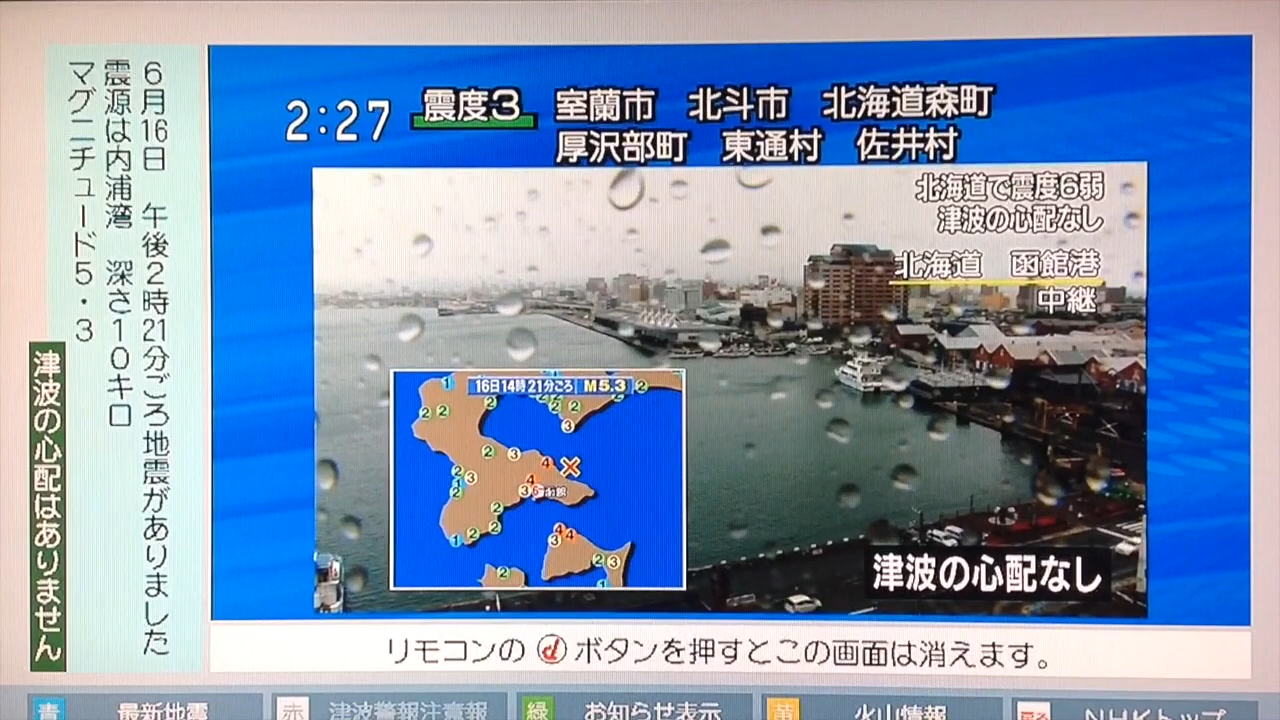 6月16日 午後2時21分ごろ地震がありました
震源は内浦湾 深さ10キロ
マグニチュード5・3
津波の心配はありません
2:27
震度3 室蘭市 北斗市 北海道森町
厚沢部町 東通村 佐井村
北海道で震度6弱
津波の心配なし
北海道 函館港
中継
16日14時21分ごろ M5.3
津波の心配なし
リモコンの d ボタンを押すとこの画面は消えます。
青 最新地震 赤 津波警報注意報 緑 お知らせ表示 黄 火山情報 NHKトップ